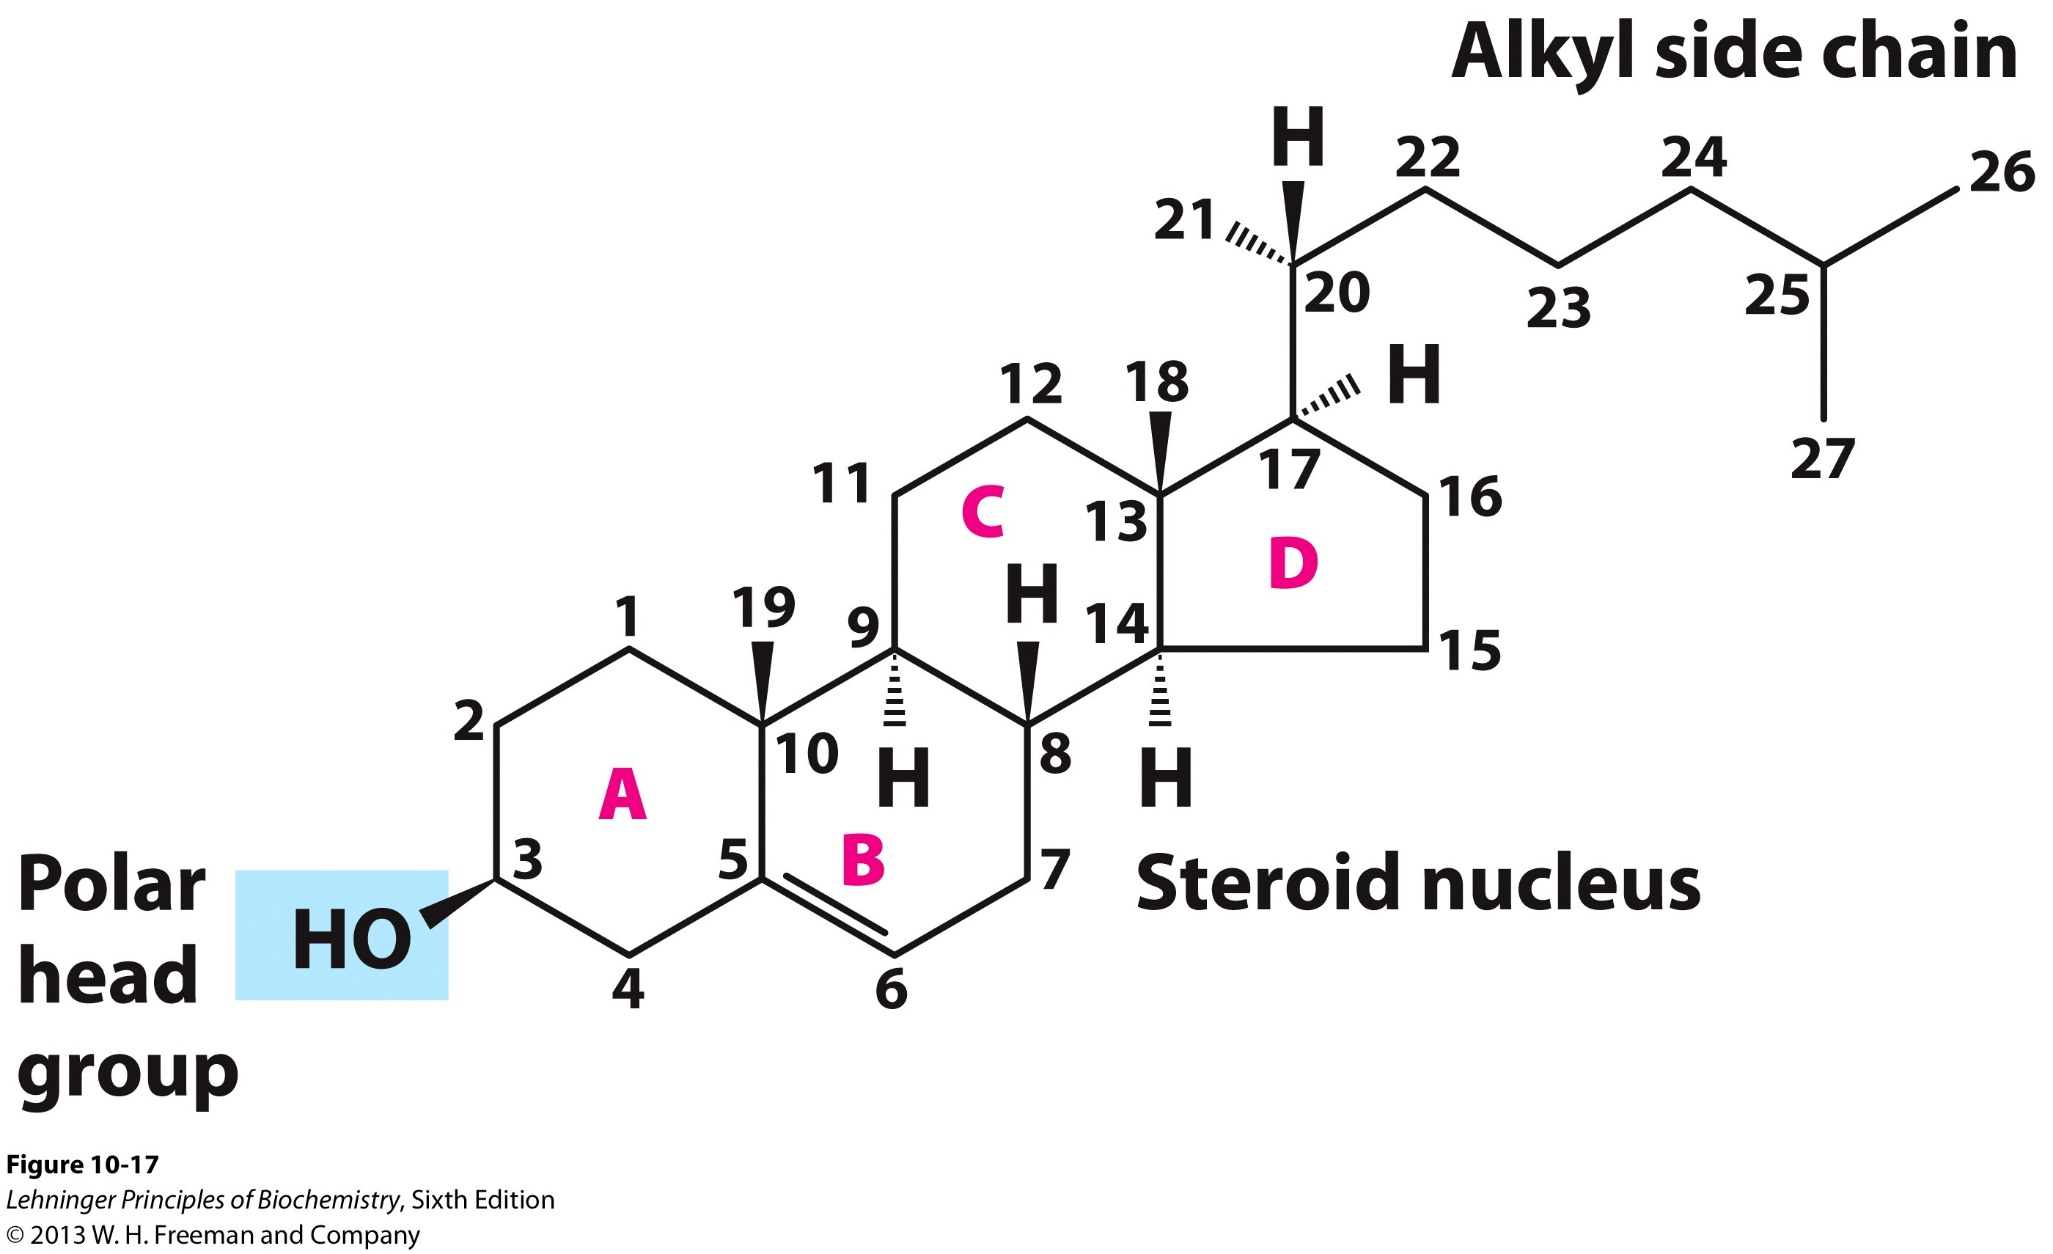 Alkyl side chain
H
22
24
26
21
20
23
25
H
12
18
27
11
17
16
C
13
D
H
1
19
9
14
15
2
10
8
H
H
A
3
5
B
7
Polar
head
group
HO
Steroid nucleus
4
6
Figure 10-17
Lehninger Principles of Biochemistry, Sixth Edition
© 2013 W. H. Freeman and Company